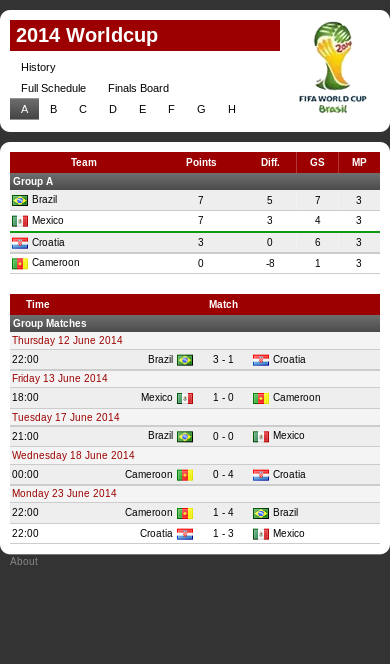 2014 Worldcup
FIFA WORLD CUP
Brasil
History
Full Schedule Finals Board
A B C D E F G H
Team Points Diff. GS MP
Group A
Brazil 7 5 7 3
Mexico 7 3 4 3
Croatia 3 0 6 3
Cameroon 0 -8 1 3
Time Match
Group Matches
Thursday 12 June 2014
22:00 Brazil 3 - 1 Croatia
Friday 13 June 2014
18:00 Mexico 1 - 0 Cameroon
Tuesday 17 June 2014
21:00 Brazil 0 - 0 Mexico
Wednesday 18 June 2014
00:00 Cameroon 0 - 4 Croatia
Monday 23 June 2014
22:00 Cameroon 1 - 4 Brazil
22:00 Croatia 1 - 3 Mexico
About